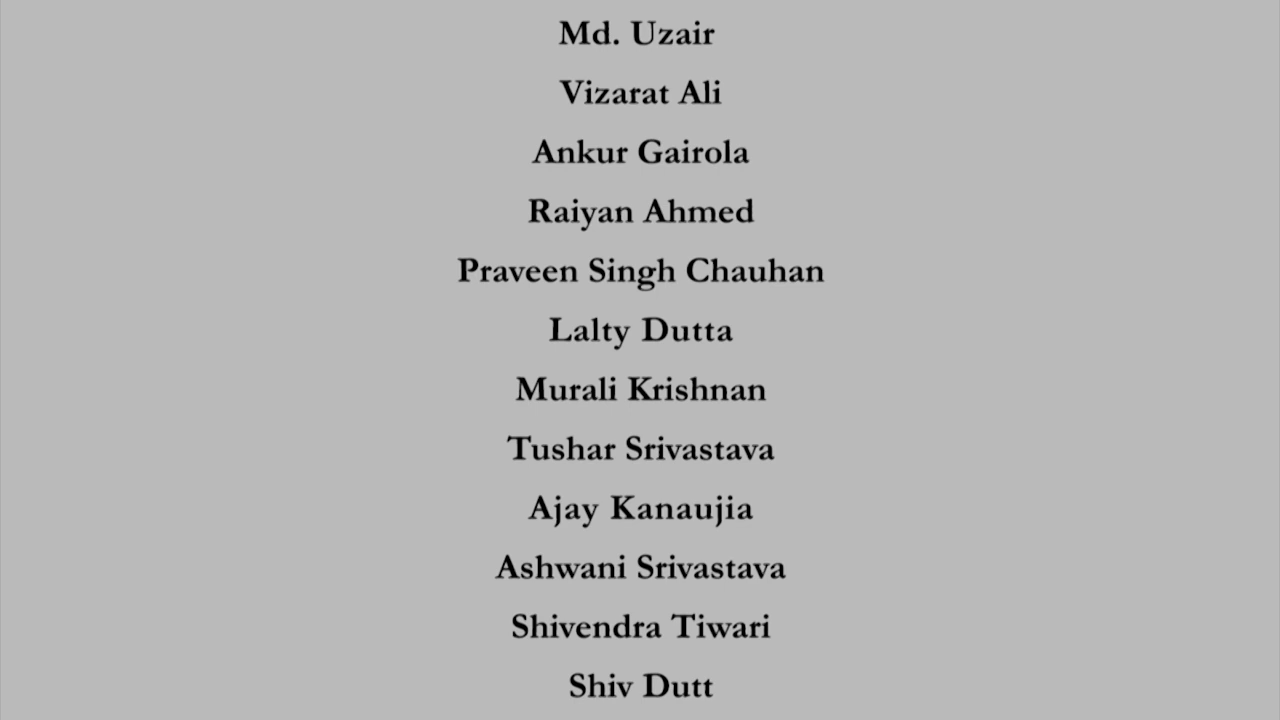 Md. Uzair
Vizarat Ali
Ankur Gairola
Raiyan Ahmed
Praveen Singh Chauhan
Lalty Dutta
Murali Krishnan
Tushar Srivastava
Ajay Kanaujia
Ashwani Srivastava
Shivendra Tiwari
Shiv Dutt